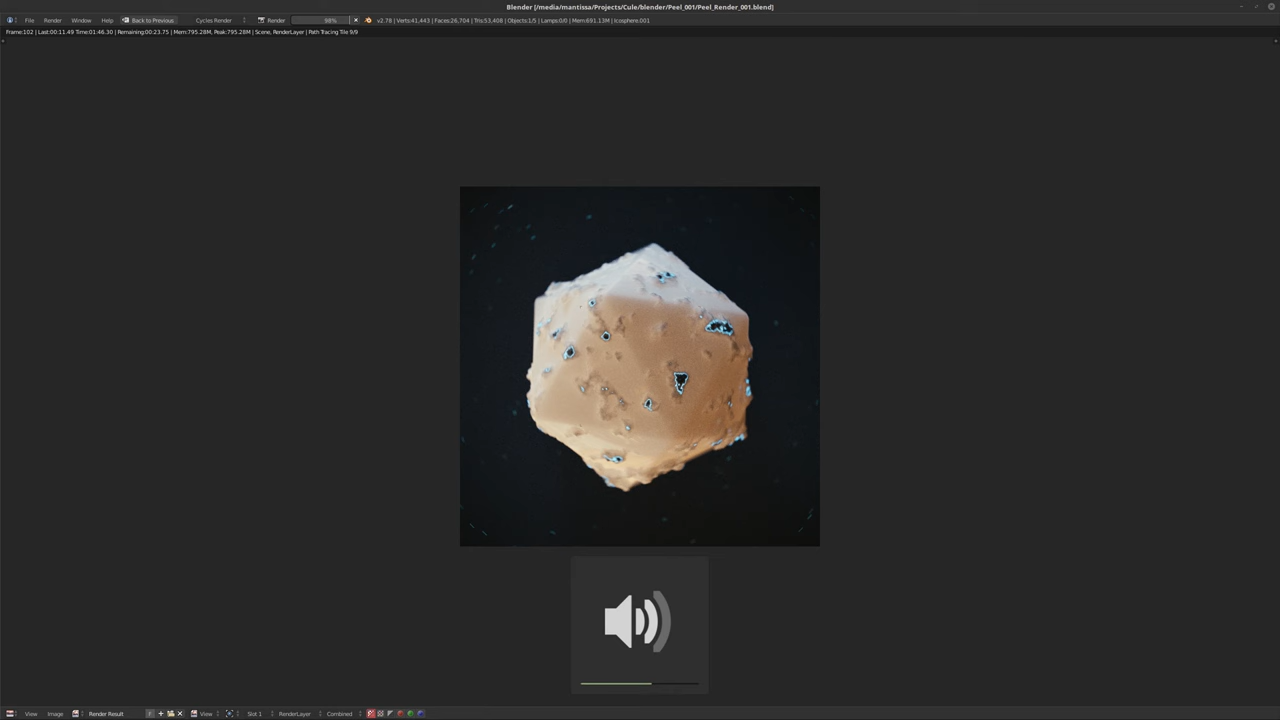 Blender [/media/mantissa/Projects/Cule/blender/Peel_001/Peel_Render_001.blend]
File Render Window Help Back to Previous Cycles Render Render 98% v2.78 | Verts:41,443 | Faces:26,704 | Tris:53,408 | Objects:1/5 | Lamps:0/0 | Mem:691.13M | Icosphere.001
Frame:102 | Last:00:11.49 Time:01:46.30 | Remaining:00:23.75 | Mem:795.28M, Peak:795.28M | Scene, RenderLayer | Path Tracing Tile 9/9
View Image Render Result F View Slot 1 RenderLayer Combined